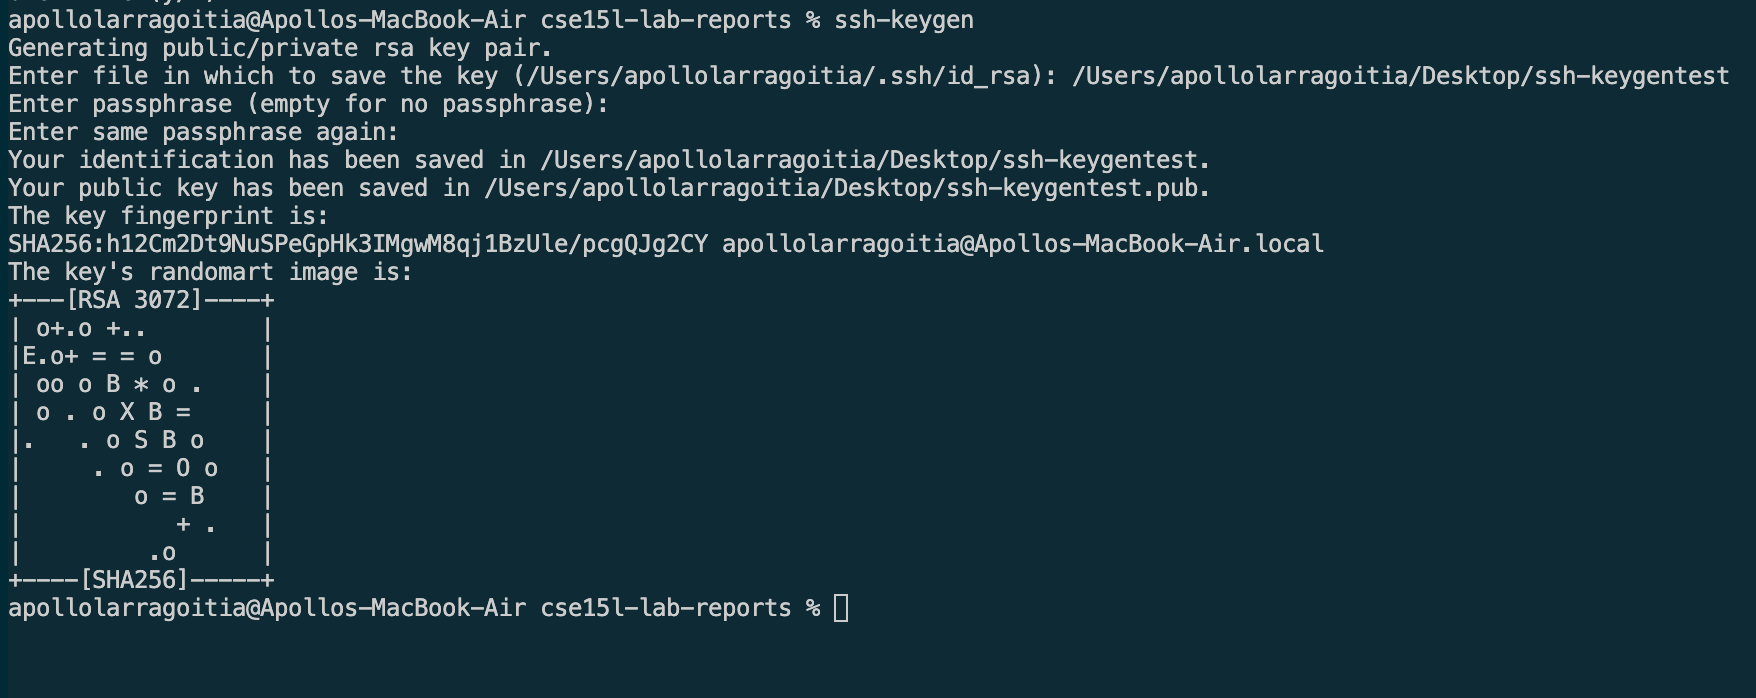 apollolarragoitia@Apollos-MacBook-Air cse15l-lab-reports % ssh-keygen
Generating public/private rsa key pair.
Enter file in which to save the key (/Users/apollolarragoitia/.ssh/id_rsa): /Users/apollolarragoitia/Desktop/ssh-keygentest
Enter passphrase (empty for no passphrase):
Enter same passphrase again:
Your identification has been saved in /Users/apollolarragoitia/Desktop/ssh-keygentest.
Your public key has been saved in /Users/apollolarragoitia/Desktop/ssh-keygentest.pub.
The key fingerprint is:
SHA256:h12Cm2Dt9NuSPeGpHk3IMgwM8qj1BzUle/pcgQJg2CY apollolarragoitia@Apollos-MacBook-Air.local
The key's randomart image is:
+---[RSA 3072]----+
| o+.o +..        |
|E.o+ = = o       |
| oo o B * o .    |
| o . o X B =     |
|.   . o S B o    |
|     . o = O o   |
|        o = B    |
|           + .   |
|         .o      |
+----[SHA256]-----+
apollolarragoitia@Apollos-MacBook-Air cse15l-lab-reports %